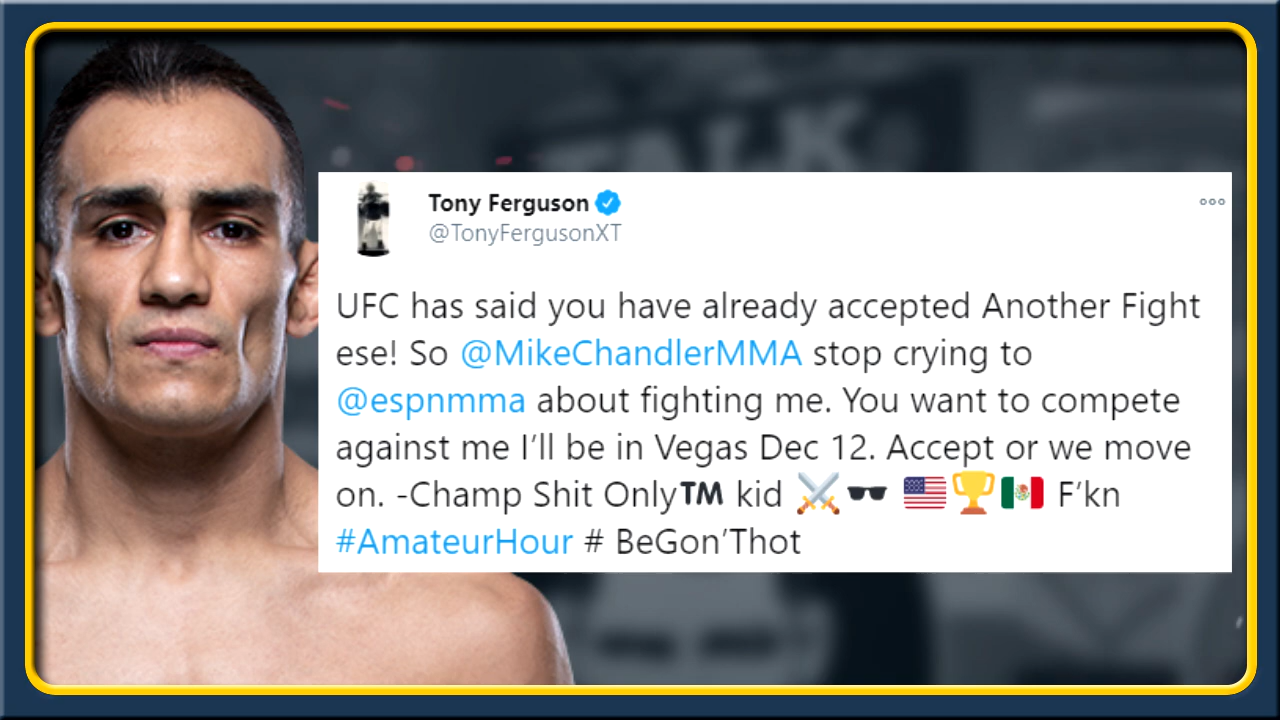 TALK
Tony Ferguson
@TonyFergusonXT
UFC has said you have already accepted Another Fight
ese! So @MikeChandlerMMA stop crying to
@espnmma about fighting me. You want to compete
against me I’ll be in Vegas Dec 12. Accept or we move
on. -Champ Shit Only™️ kid ⚔️🕶️ 🇺🇸🏆🇲🇽 F’kn
#AmateurHour # BeGon’Thot